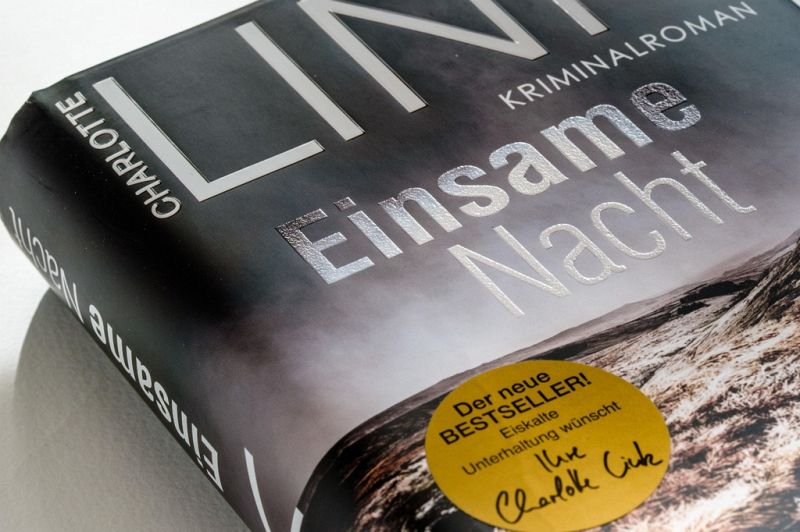 CHARLOTTE
LINK
KRIMINALROMAN
Einsame
Nacht
Der neue
BESTSELLER!
Eiskalte
Unterhaltung wünscht
Ihre
Charlotte Link
Einsame Nacht